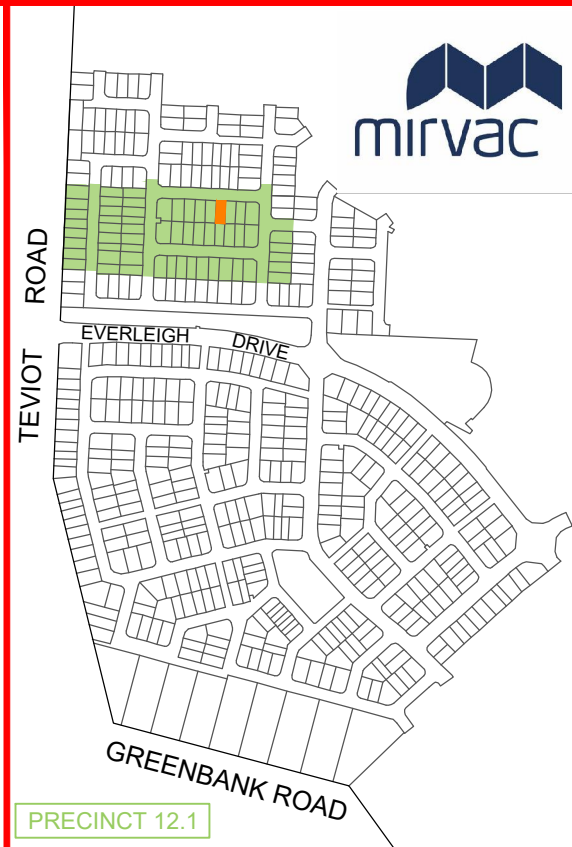 mirvac
TEVIOT ROAD
EVERLEIGH DRIVE
GREENBANK ROAD
PRECINCT 12.1